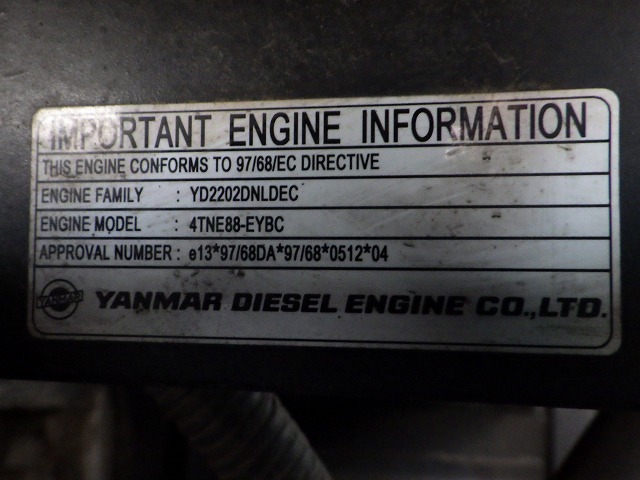 IMPORTANT ENGINE INFORMATION
THIS ENGINE CONFORMS TO 97/68/EC DIRECTIVE
ENGINE FAMILY : YD2202DNLDEC
ENGINE MODEL : 4TNE88-EYBC
APPROVAL NUMBER : e13*97/68DA*97/68*0512*04
YANMAR YANMAR DIESEL ENGINE CO.,LTD.